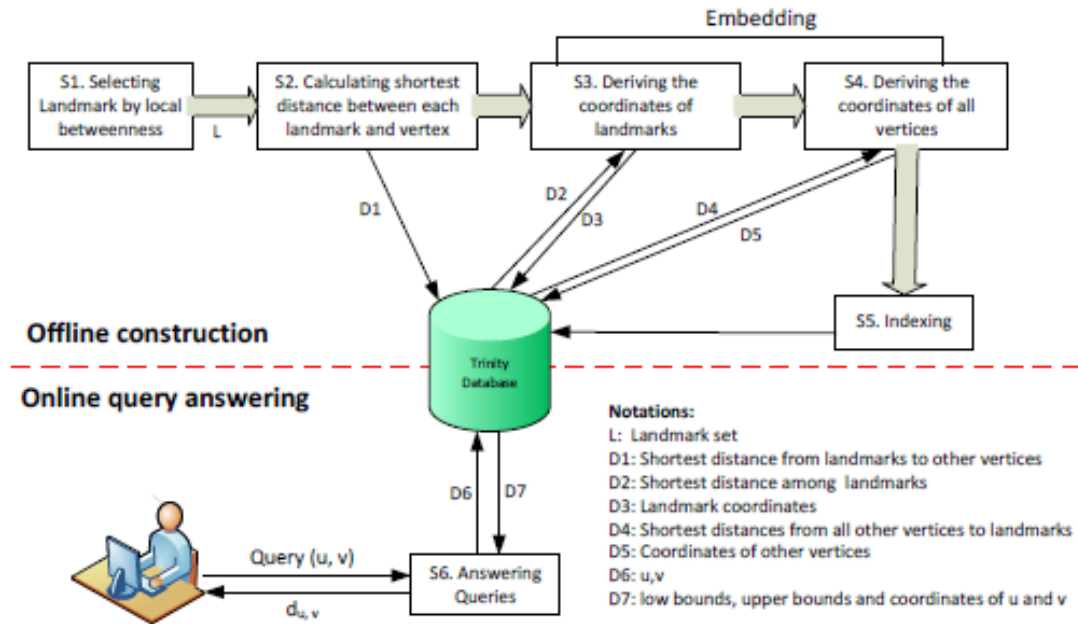 Embedding
S1. Selecting
Landmark by local
betweenness
S2. Calculating shortest
distance between each
landmark and vertex
S3. Deriving the
coordinates of
landmarks
S4. Deriving the
coordinates of all
vertices
L
D1
D2
D3
D4
D5
S5. Indexing
Offline construction
Trinity
Database
Online query answering
Notations:
L: Landmark set
D1: Shortest distance from landmarks to other vertices
D2: Shortest distance among landmarks
D3: Landmark coordinates
D4: Shortest distances from all other vertices to landmarks
D5: Coordinates of other vertices
D6: u,v
D7: low bounds, upper bounds and coordinates of u and v
D6
D7
Query (u, v)
du, v
S6. Answering
Queries